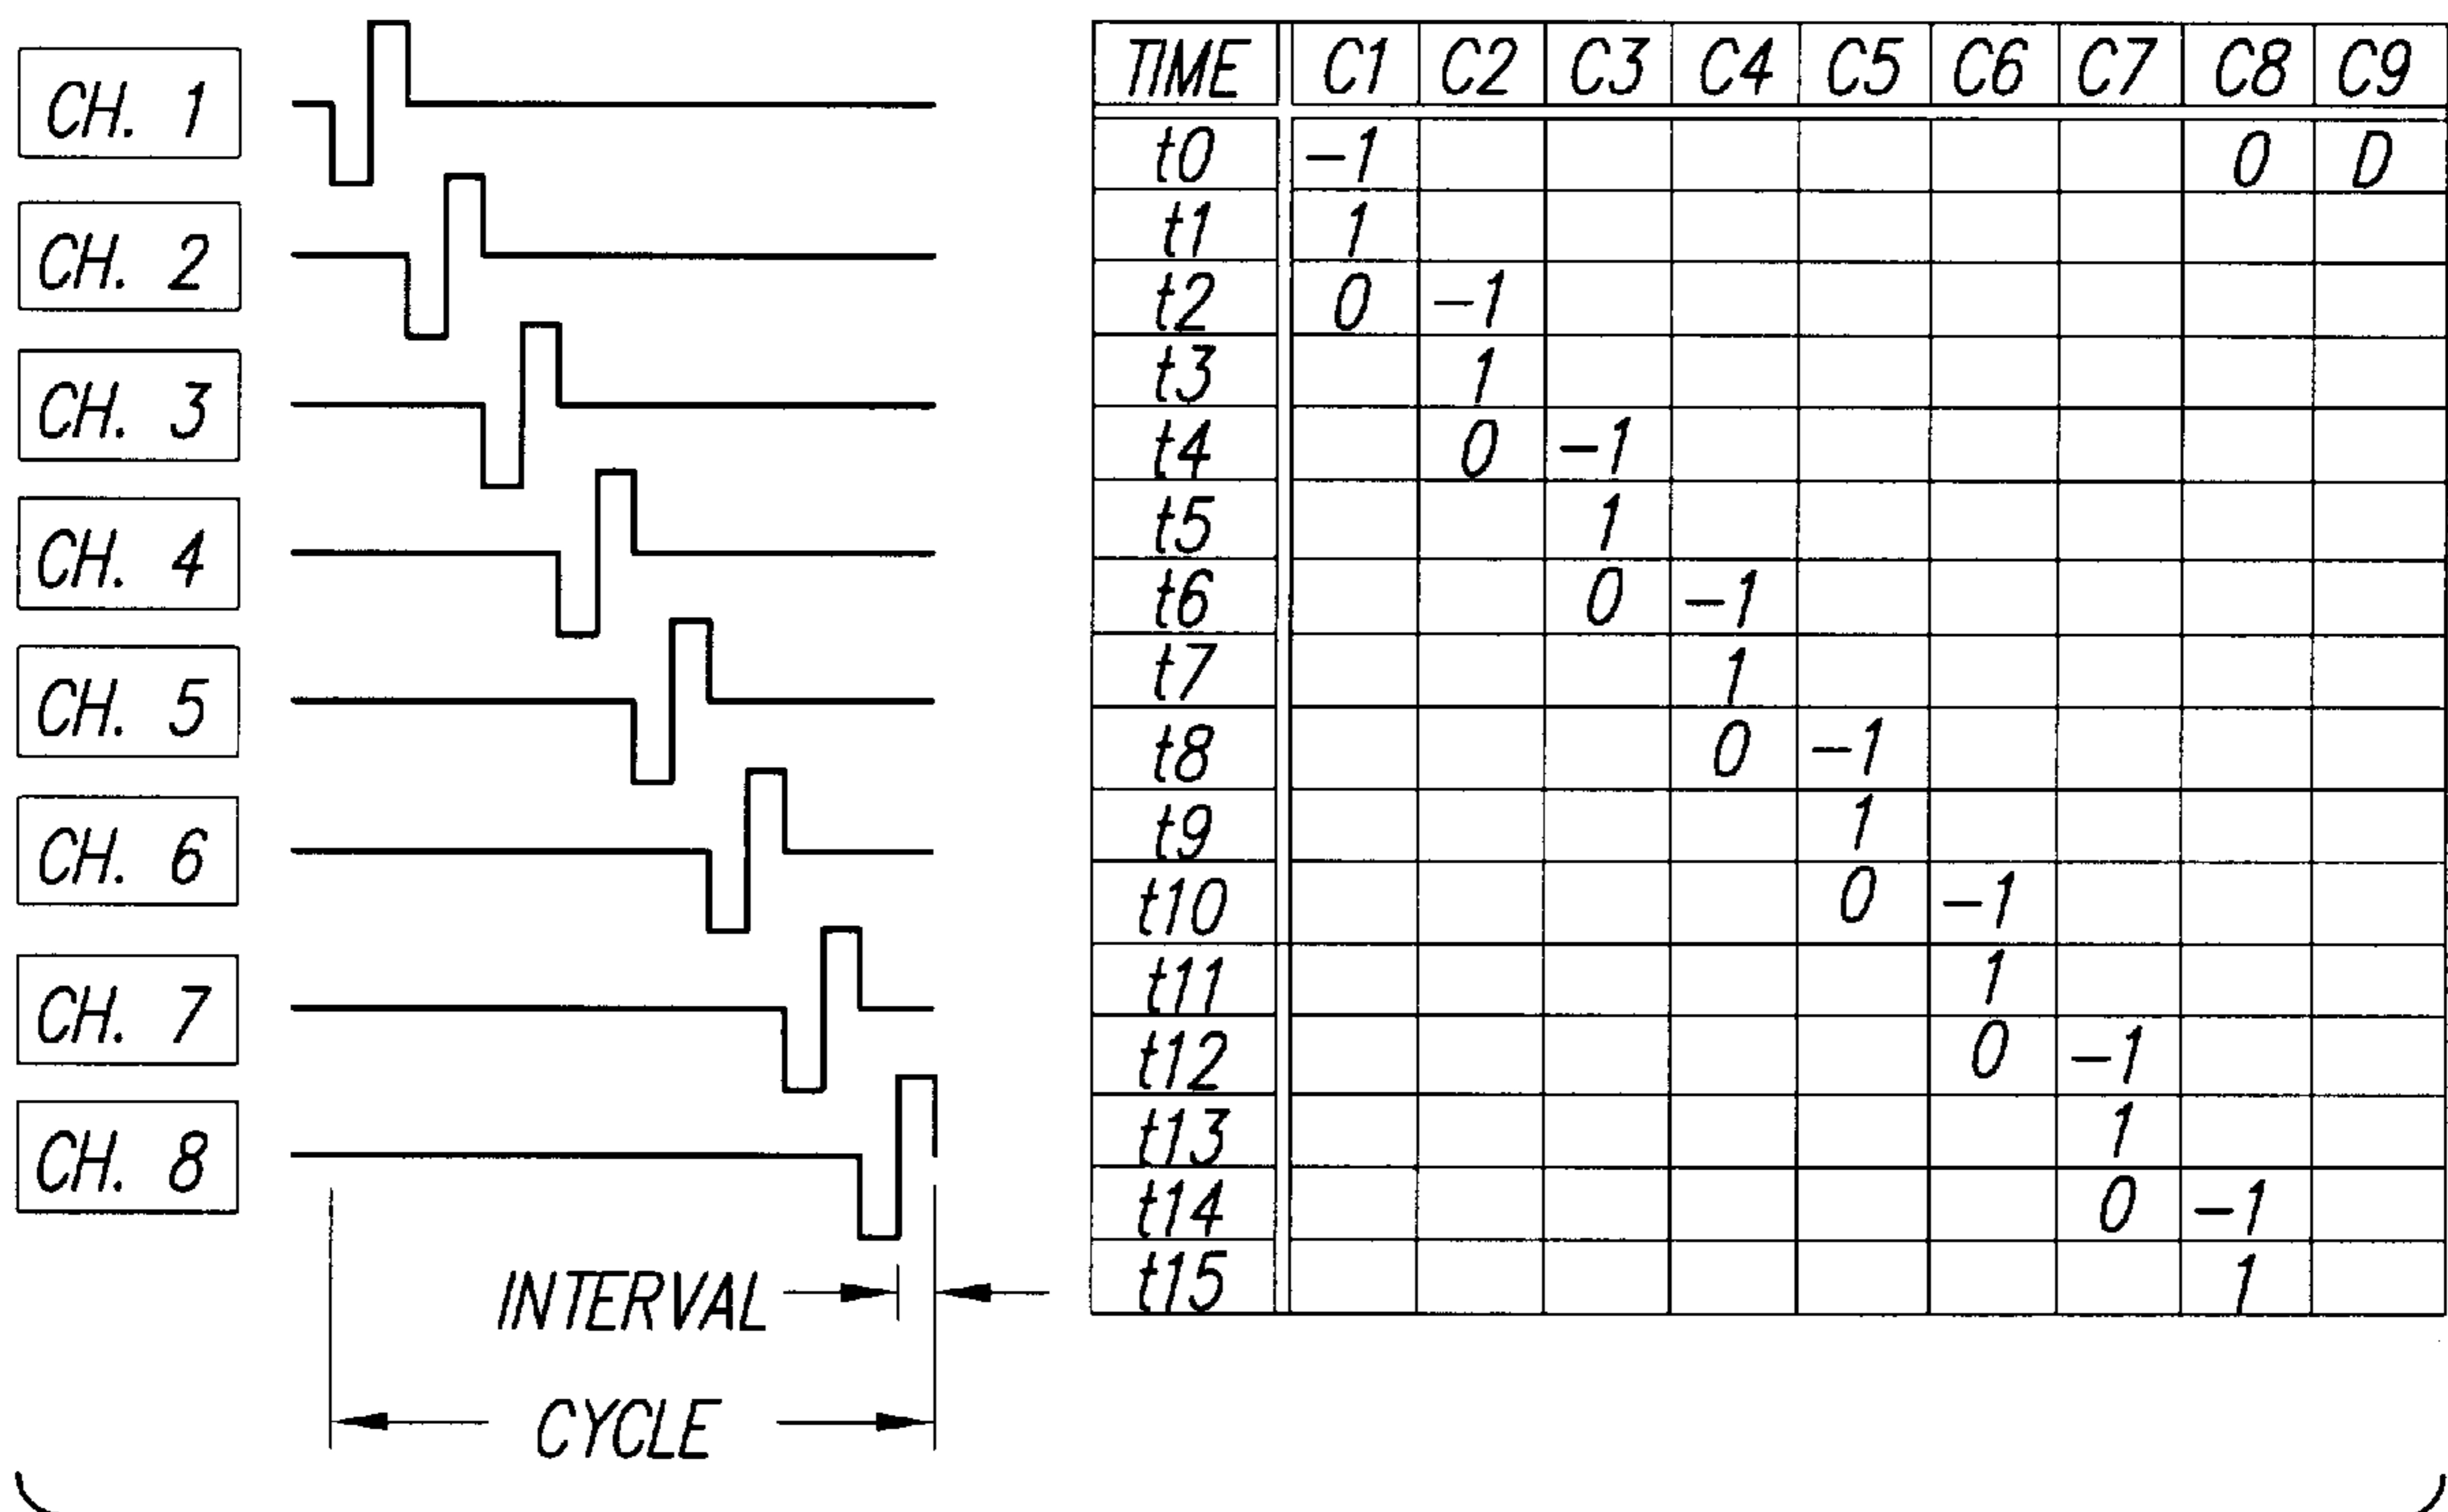 CH. 1
CH. 2
CH. 3
CH. 4
CH. 5
CH. 6
CH. 7
CH. 8
INTERVAL
CYCLE
TIME C1 C2 C3 C4 C5 C6 C7 C8 C9
t0 -1 0 D
t1 1
t2 0 -1
t3 1
t4 0 -1
t5 1
t6 0 -1
t7 1
t8 0 -1
t9 1
t10 0 -1
t11 1
t12 0 -1
t13 1
t14 0 -1
t15 1